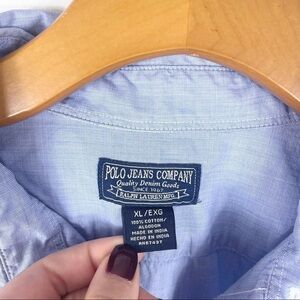 POLO JEANS COMPANY
Quality Denim Goods
SINCE 1967
RALPH LAUREN MFG.
XL/EXG
100% COTTON/
ALGODON
MADE IN INDIA
HECHO EN INDIA
RN87497